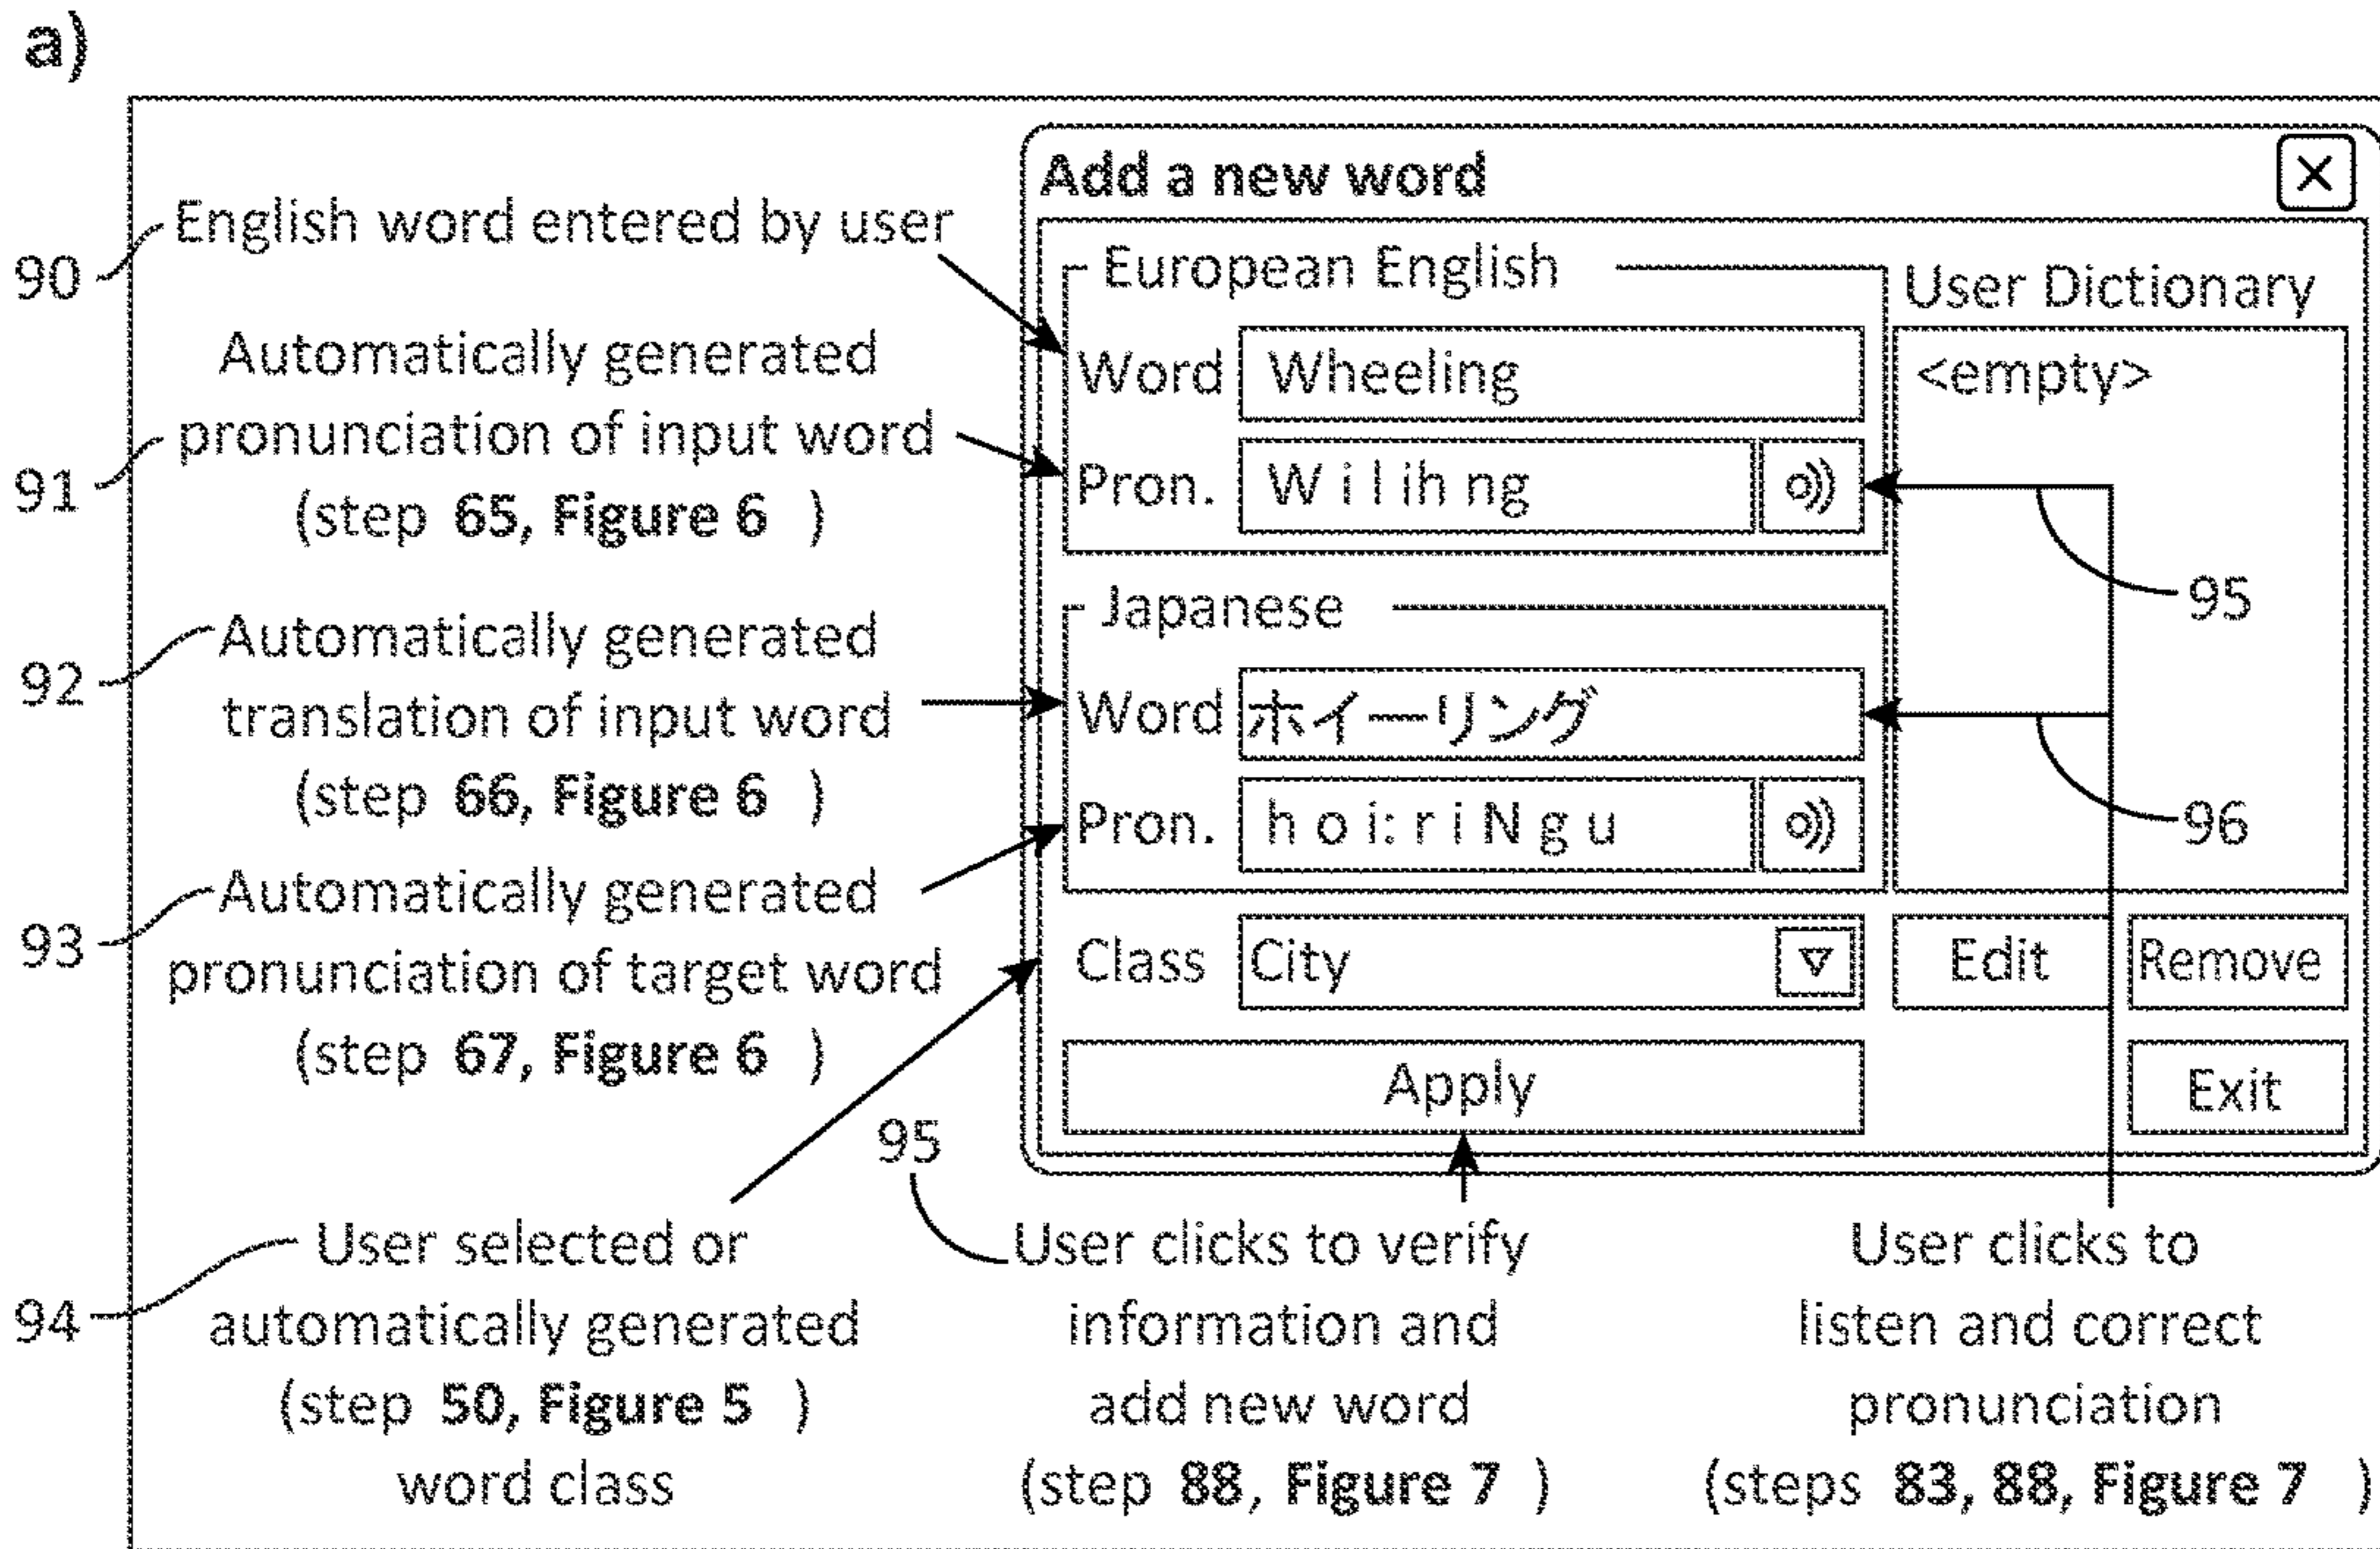 a)
Add a new word
90
English word entered by user
91
Automatically generated
pronunciation of input word
(step 65, Figure 6 )
92
Automatically generated
translation of input word
(step 66, Figure 6 )
93
Automatically generated
pronunciation of target word
(step 67, Figure 6 )
European English
Word Wheeling
Pron. W i l ih ng
Japanese
Word ホイーリング
Pron. h o i: r i N g u
Class City
Apply
User Dictionary
<empty>
95
96
Edit
Remove
Exit
94
User selected or
automatically generated
(step 50, Figure 5 )
word class
95
User clicks to verify
information and
add new word
(step 88, Figure 7 )
User clicks to
listen and correct
pronunciation
(steps 83, 88, Figure 7 )